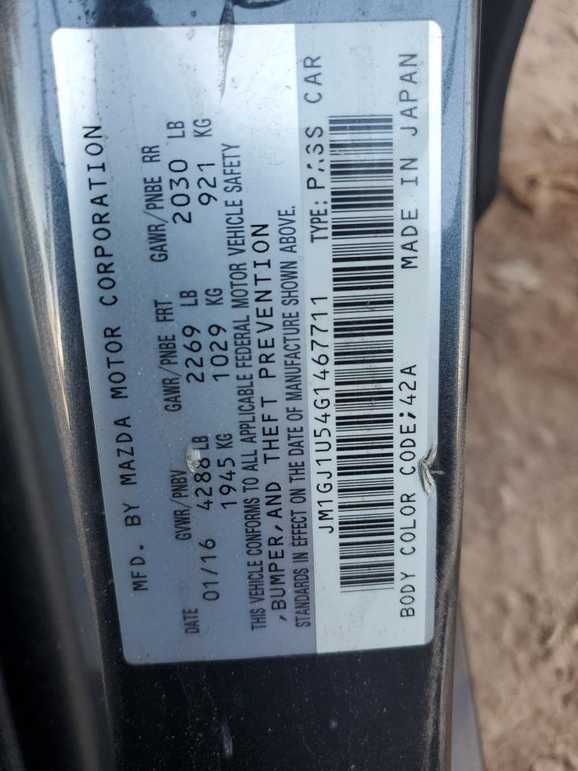 MFD. BY MAZDA MOTOR CORPORATION
DATE GVWR/PNBV GAWR/PNBE FRT GAWR/PNBE RR
01/16 4288 LB 2269 LB 2030 LB
1945 KG 1029 KG 921 KG
THIS VEHICLE CONFORMS TO ALL APPLICABLE FEDERAL MOTOR VEHICLE SAFETY
,BUMPER,AND THEFT PREVENTION
STANDARDS IN EFFECT ON THE DATE OF MANUFACTURE SHOWN ABOVE.
JM1GJ1U54G1467711 TYPE: PASS CAR
BODY COLOR CODE;42A MADE IN JAPAN